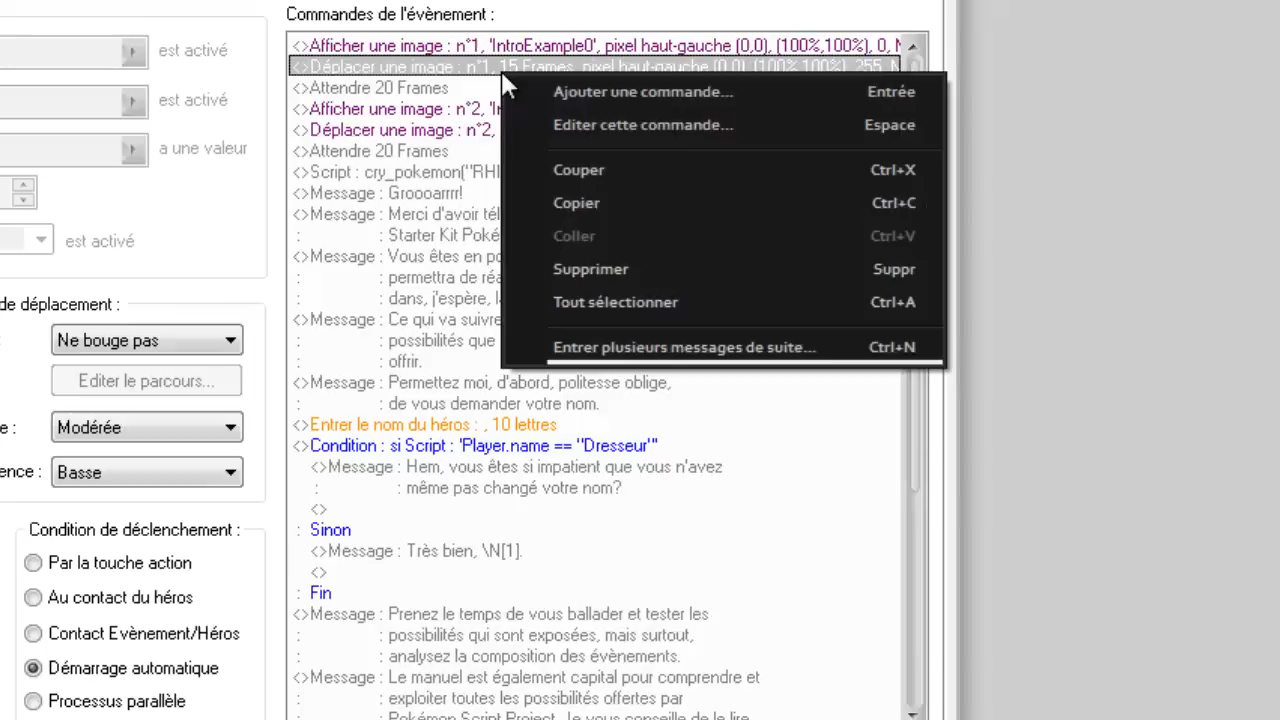 Commandes de l'évènement :
est activé
est activé
a une valeur
est activé
de déplacement :
Ne bouge pas
Editer le parcours...
e :
Modérée
ence :
Basse
Condition de déclenchement :
Par la touche action
Au contact du héros
Contact Evènement/Héros
Démarrage automatique
Processus parallèle
<>Afficher une image : n°1, 'IntroExample0', pixel haut-gauche (0,0), (100%,100%), 0, N
<>Déplacer une image : n°1, 15 Frames, pixel haut-gauche (0,0), (100%,100%), 255, N
<>Attendre 20 Frames
<>Afficher une image : n°2, 'In
<>Déplacer une image : n°2,
<>Attendre 20 Frames
<>Script : cry_pokemon("RHI
<>Message : Groooarrrr!
<>Message : Merci d'avoir tél
: : Starter Kit Poké
<>Message : Vous êtes en po
: : permettra de réa
: : dans, j'espère, l
<>Message : Ce qui va suivre
: : possibilités que
: : offrir.
<>Message : Permettez moi, d'abord, politesse oblige,
: : de vous demander votre nom.
<>Entrer le nom du héros : , 10 lettres
<>Condition : si Script : 'Player.name == "Dresseur"'
<>Message : Hem, vous êtes si impatient que vous n'avez
: : même pas changé votre nom?
<>
: Sinon
<>Message : Très bien, \N[1].
<>
: Fin
<>Message : Prenez le temps de vous ballader et tester les
: : possibilités qui sont exposées, mais surtout,
: : analysez la composition des évènements.
<>Message : Le manuel est également capital pour comprendre et
: : exploiter toutes les possibilités offertes par
: : Pokémon Script Project. Je vous conseille de le lire
Ajouter une commande... Entrée
Editer cette commande... Espace
Couper Ctrl+X
Copier Ctrl+C
Coller Ctrl+V
Supprimer Suppr
Tout sélectionner Ctrl+A
Entrer plusieurs messages de suite... Ctrl+N